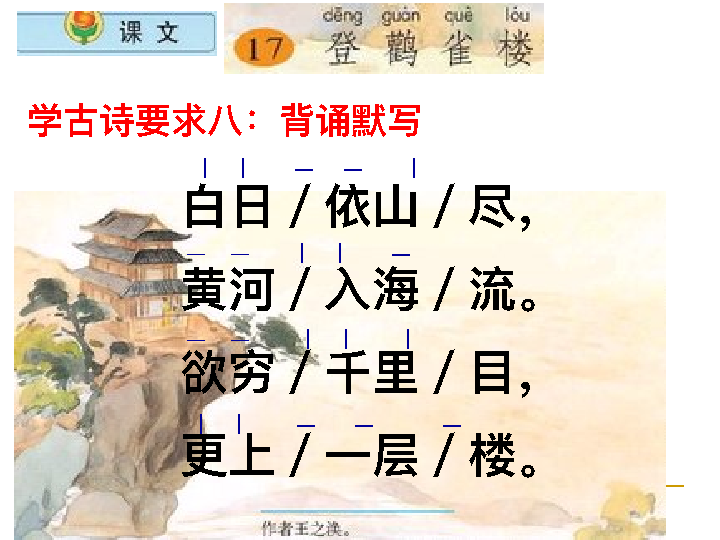 课 文
dēng guàn què lóu
17 登 鹳 雀 楼
学古诗要求八：背诵默写
白日/依山/尽，
黄河/入海/流。
欲穷/千里/目，
更上/一层/楼。
作者王之涣。